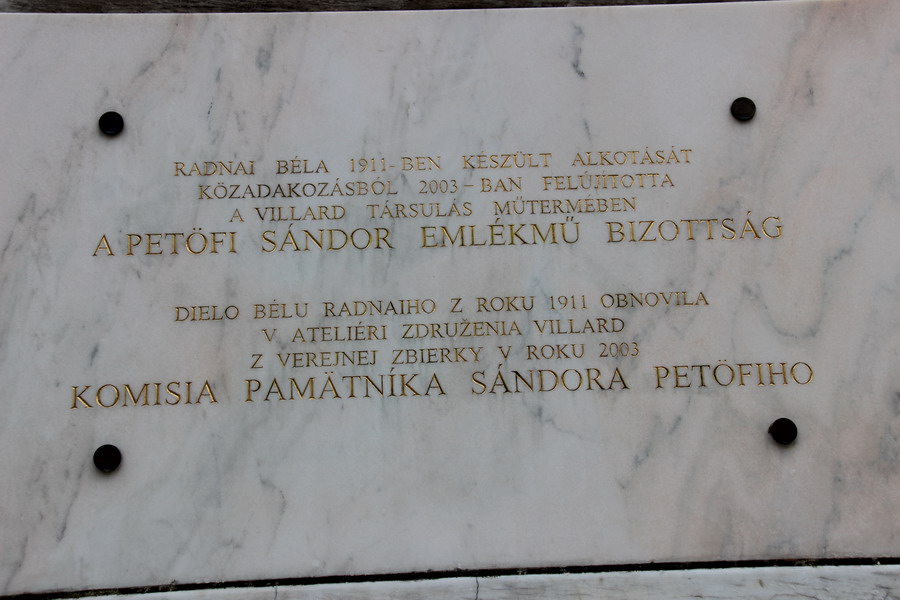 RADNAI BÉLA 1911-BEN KÉSZÜLT ALKOTÁSÁT
KÖZADAKOZÁSBÓL 2003-BAN FELÚJÍTOTTA
A VILLARD TÁRSULÁS MŰTERMÉBEN
A PETŐFI SÁNDOR EMLÉKMŰ BIZOTTSÁG
DIELO BÉLU RADNAIHO Z ROKU 1911 OBNOVILA
V ATELIÉRI ZDRUŽENIA VILLARD
Z VEREJNEJ ZBIERKY V ROKU 2003
KOMISIA PAMÄTNÍKA SÁNDORA PETŐFIHO